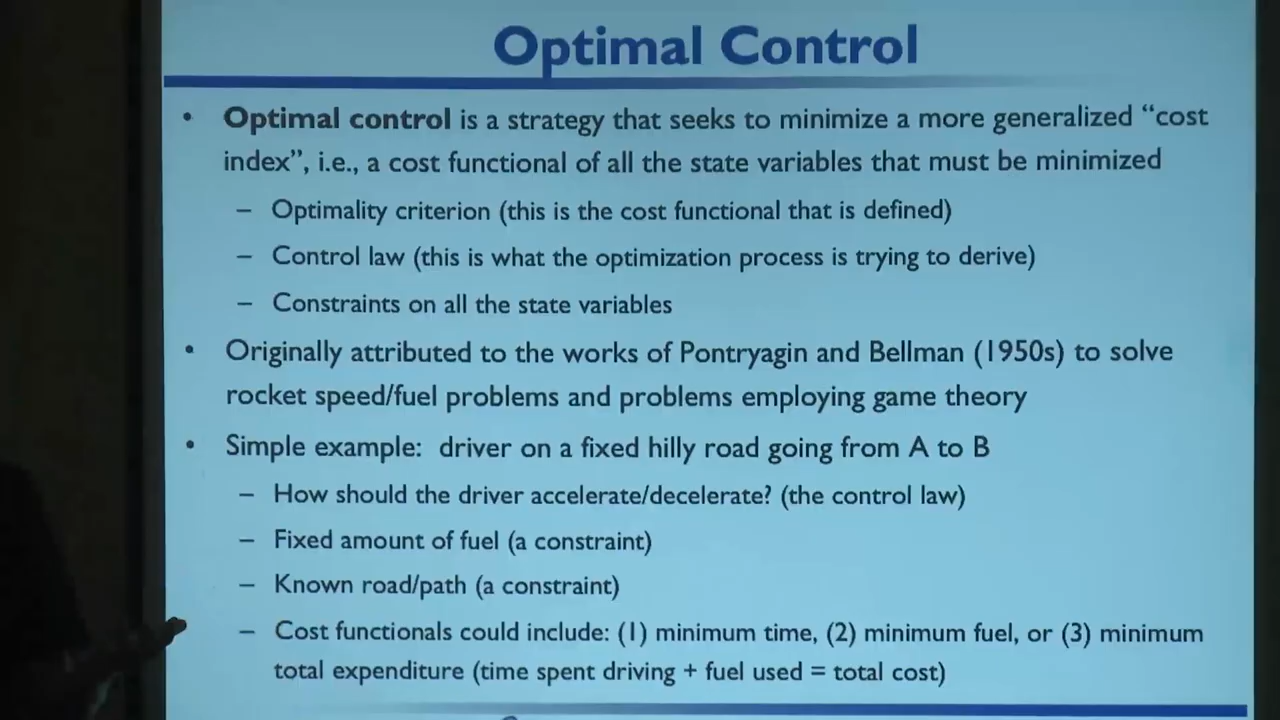 Optimal Control
• Optimal control is a strategy that seeks to minimize a more generalized “cost
index”, i.e., a cost functional of all the state variables that must be minimized
– Optimality criterion (this is the cost functional that is defined)
– Control law (this is what the optimization process is trying to derive)
– Constraints on all the state variables
• Originally attributed to the works of Pontryagin and Bellman (1950s) to solve
rocket speed/fuel problems and problems employing game theory
• Simple example: driver on a fixed hilly road going from A to B
– How should the driver accelerate/decelerate? (the control law)
– Fixed amount of fuel (a constraint)
– Known road/path (a constraint)
– Cost functionals could include: (1) minimum time, (2) minimum fuel, or (3) minimum
total expenditure (time spent driving + fuel used = total cost)